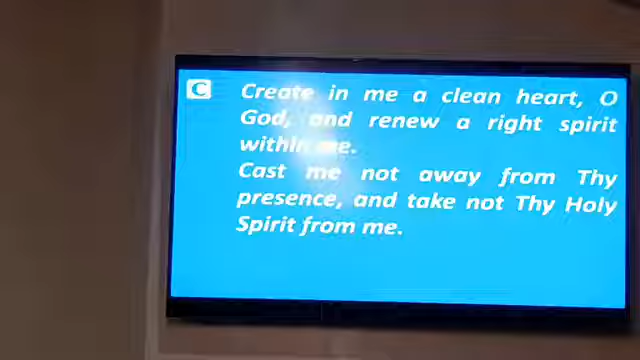 C Create in me a clean heart, O
God, and renew a right spirit
within me.
Cast me not away from Thy
presence, and take not Thy Holy
Spirit from me.